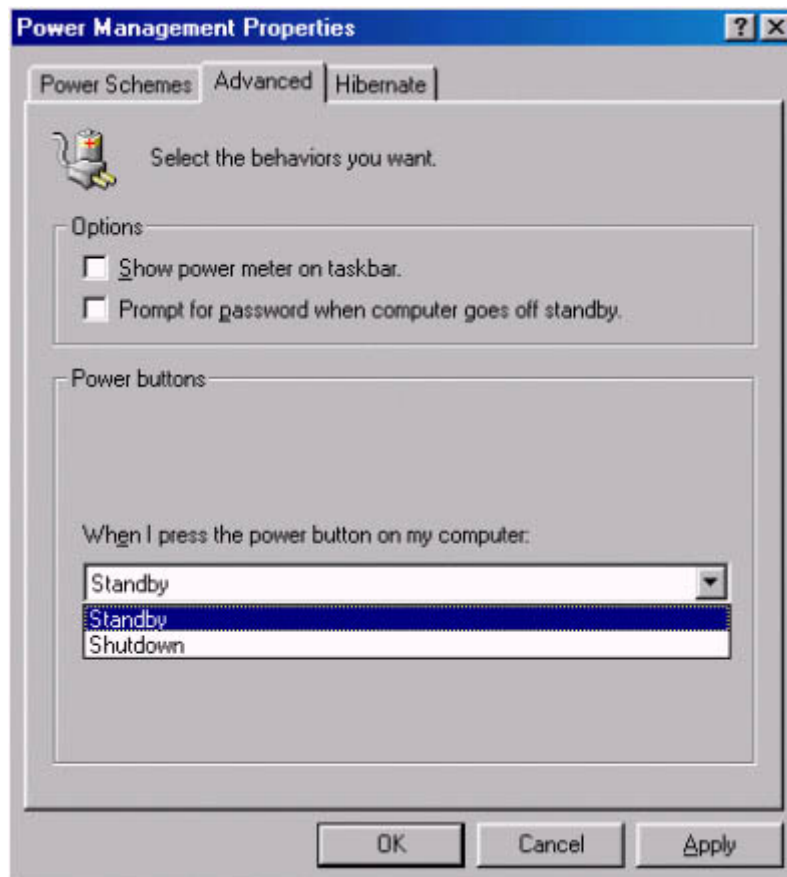 Power Management Properties
Power Schemes Advanced Hibernate
Select the behaviors you want.
Options
Show power meter on taskbar.
Prompt for password when computer goes off standby.
Power buttons
When I press the power button on my computer:
Standby
Standby
Shutdown
OK Cancel Apply